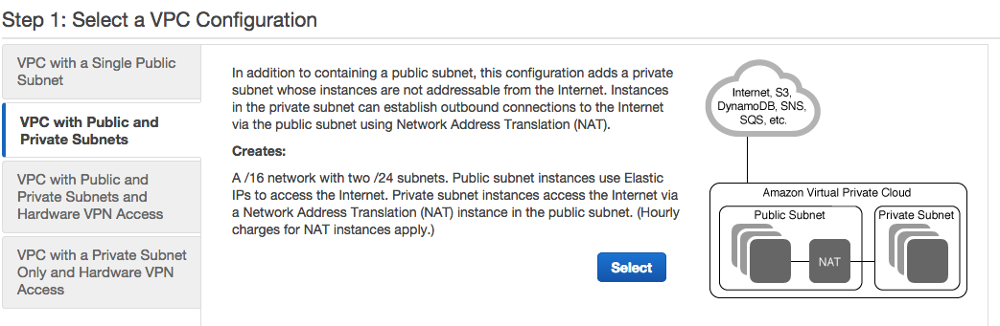 Step 1: Select a VPC Configuration
VPC with a Single Public
Subnet
VPC with Public and
Private Subnets
VPC with Public and
Private Subnets and
Hardware VPN Access
VPC with a Private Subnet
Only and Hardware VPN
Access
In addition to containing a public subnet, this configuration adds a private
subnet whose instances are not addressable from the Internet. Instances
in the private subnet can establish outbound connections to the Internet
via the public subnet using Network Address Translation (NAT).
Creates:
A /16 network with two /24 subnets. Public subnet instances use Elastic
IPs to access the Internet. Private subnet instances access the Internet via
a Network Address Translation (NAT) instance in the public subnet. (Hourly
charges for NAT instances apply.)
Select
Internet, S3,
DynamoDB, SNS,
SQS, etc.
Amazon Virtual Private Cloud
Public Subnet
Private Subnet
NAT